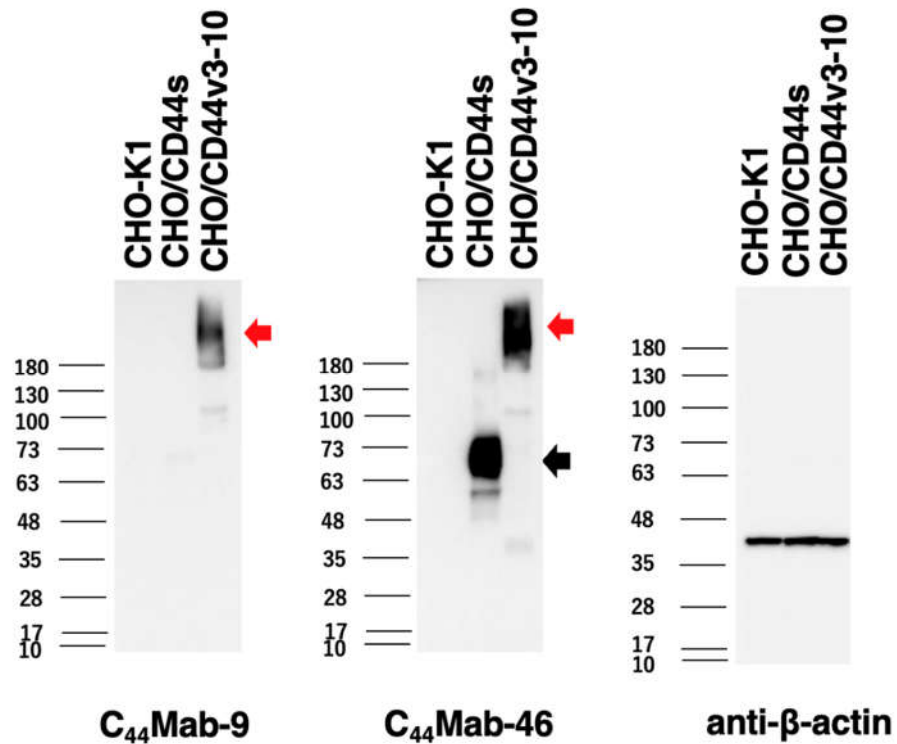 CHO-K1
CHO/CD44s
CHO/CD44v3-10
CHO-K1
CHO/CD44s
CHO/CD44v3-10
CHO-K1
CHO/CD44s
CHO/CD44v3-10
180
130
100
73
63
48
35
28
17
10
180
130
100
73
63
48
35
28
17
10
180
130
100
73
63
48
35
28
17
10
C₄₄Mab-9
C₄₄Mab-46
anti-β-actin